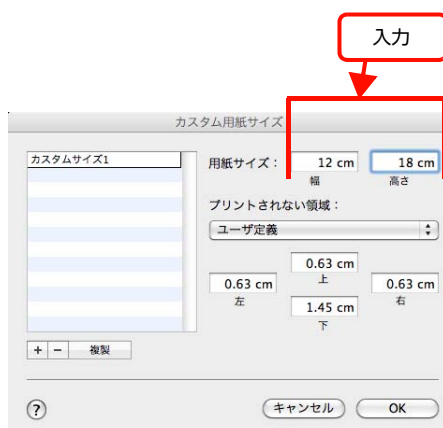 入力
カスタム用紙サイズ
カスタムサイズ1
用紙サイズ： 12 cm 18 cm
幅 高さ
プリントされない領域：
ユーザ定義
0.63 cm
上
0.63 cm 0.63 cm
左 右
1.45 cm
下
+ − 複製
? キャンセル OK